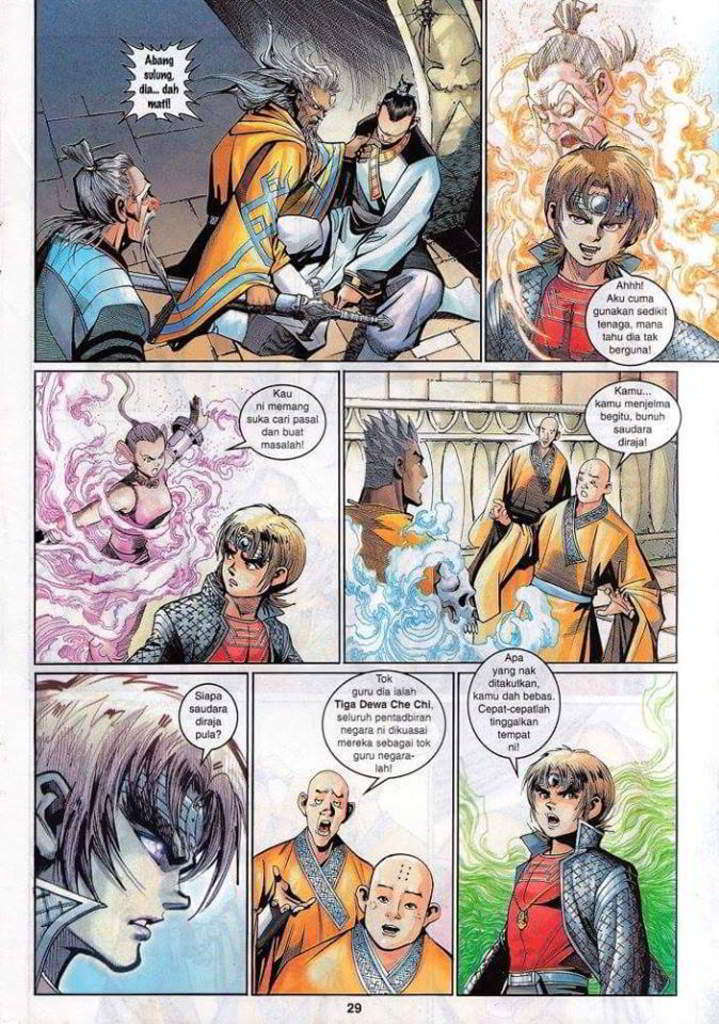 Abang
sulung,
dia... dah
mati!
Ahhh!
Aku cuma
gunakan sedikit
tenaga, mana
tahu dia tak
berguna!
Kau
ni memang
suka cari pasal
dan buat
masalah!
Kamu...
kamu menjelma
begitu, bunuh
saudara
diraja!
Siapa
saudara
diraja
pula?
Tok
guru dia ialah
Tiga Dewa Che Chi,
seluruh pentadbiran
negara ni dikuasai
mereka sebagai tok
guru negara-
lah!
Apa
yang nak
ditakutkan,
kamu dah bebas.
Cepat-cepatlah
tinggalkan
tempat
ni!
29